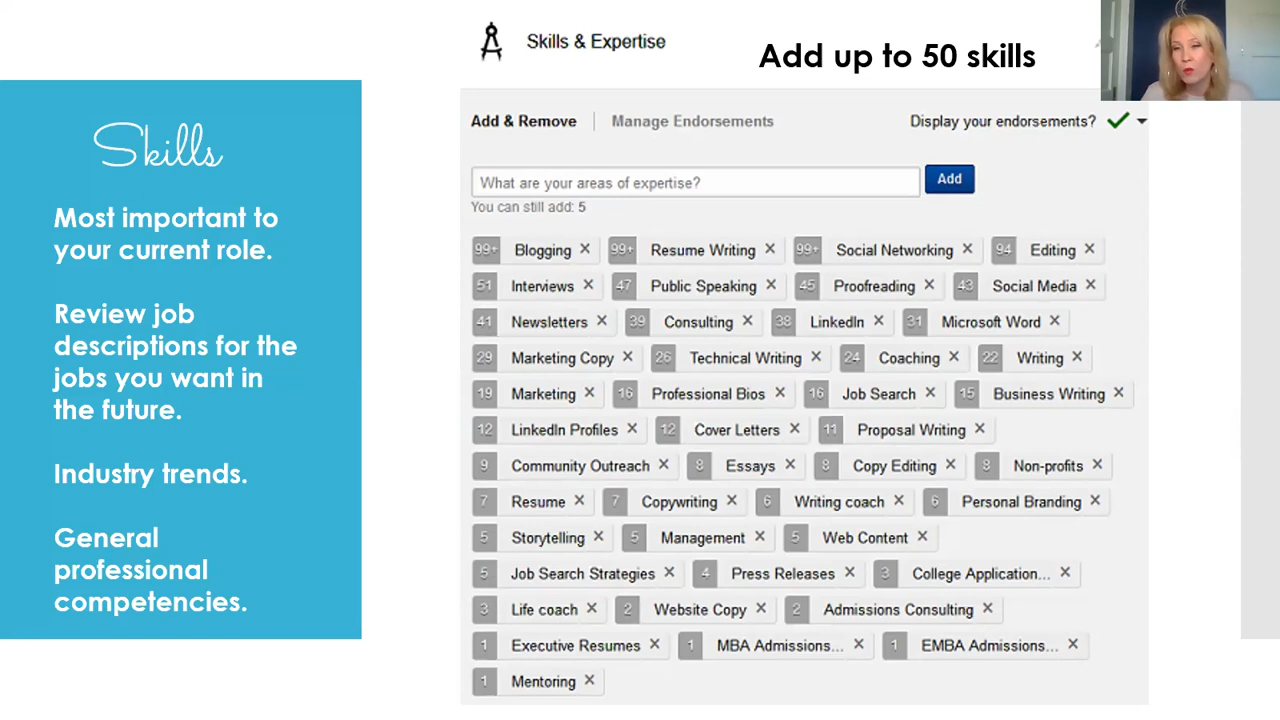 Skills & Expertise
Add up to 50 skills
Skills
Most important to
your current role.
Review job
descriptions for the
jobs you want in
the future.
Industry trends.
General
professional
competencies.
Add & Remove Manage Endorsements Display your endorsements?
What are your areas of expertise? Add
You can still add: 5
99+ Blogging × 99+ Resume Writing × 99+ Social Networking × 94 Editing ×
51 Interviews × 47 Public Speaking × 45 Proofreading × 43 Social Media ×
41 Newsletters × 39 Consulting × 38 LinkedIn × 31 Microsoft Word ×
29 Marketing Copy × 26 Technical Writing × 24 Coaching × 22 Writing ×
19 Marketing × 16 Professional Bios × 16 Job Search × 15 Business Writing ×
12 LinkedIn Profiles × 12 Cover Letters × 11 Proposal Writing ×
9 Community Outreach × 8 Essays × 8 Copy Editing × 8 Non-profits ×
7 Resume × 7 Copywriting × 6 Writing coach × 6 Personal Branding ×
5 Storytelling × 5 Management × 5 Web Content ×
5 Job Search Strategies × 4 Press Releases × 3 College Application... ×
3 Life coach × 2 Website Copy × 2 Admissions Consulting ×
1 Executive Resumes × 1 MBA Admissions... × 1 EMBA Admissions... ×
1 Mentoring ×